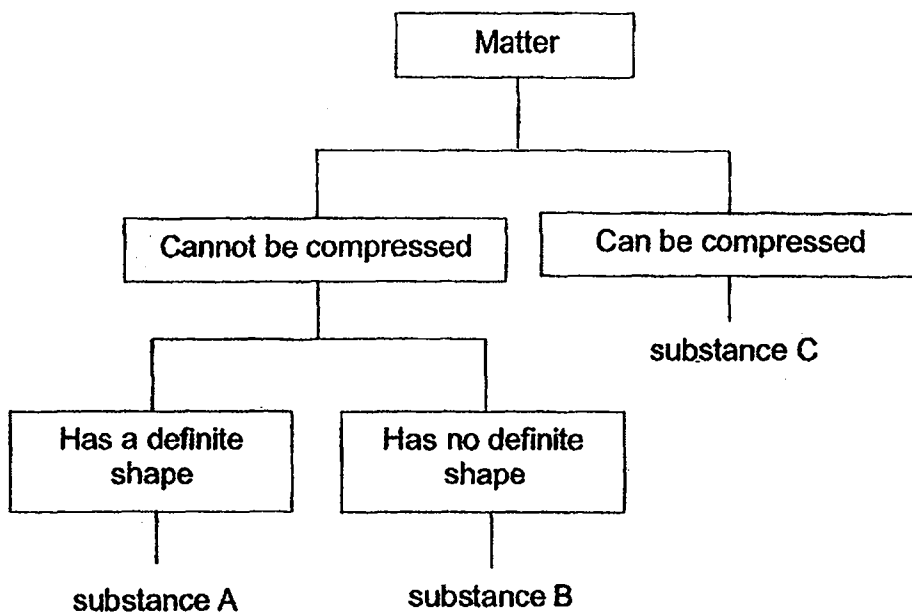 Matter
Cannot be compressed
Can be compressed
substance C
Has a definite
shape
Has no definite
shape
substance A
substance B